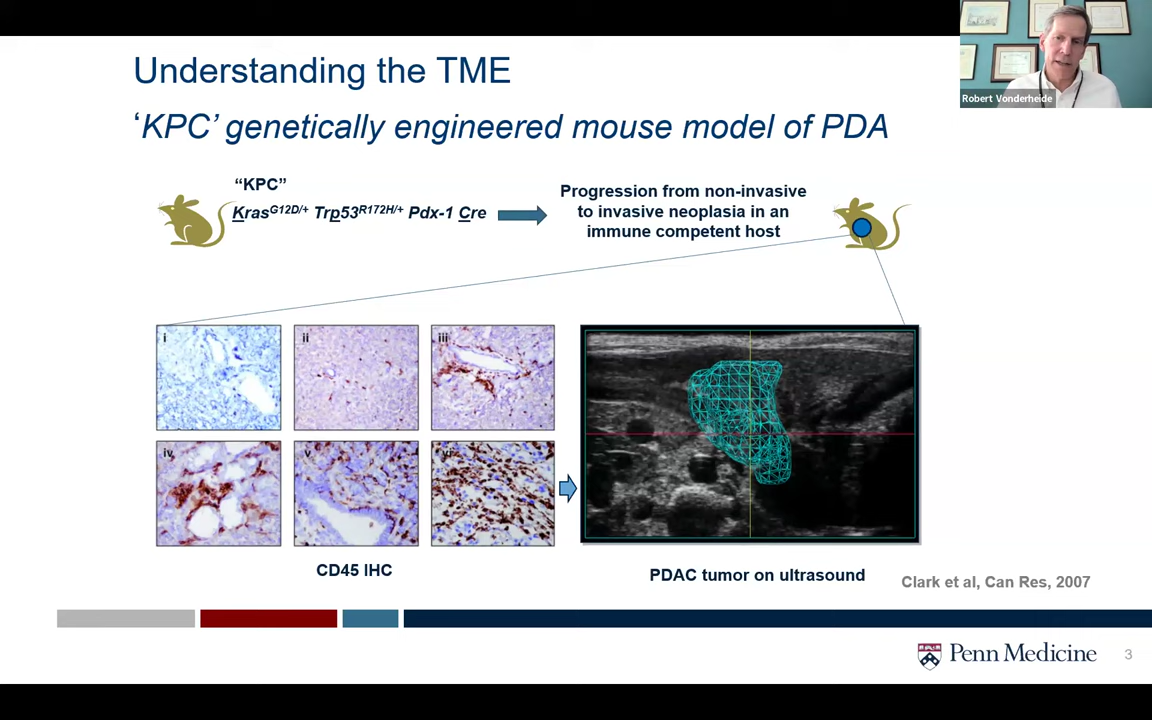 Understanding the TME
Robert Vonderheide
‘KPC’ genetically engineered mouse model of PDA
“KPC”
KrasG12D/+ Trp53R172H/+ Pdx-1 Cre
Progression from non-invasive
to invasive neoplasia in an
immune competent host
i
ii
iii
iv
v
vi
CD45 IHC
PDAC tumor on ultrasound
Clark et al, Can Res, 2007
Penn Medicine
3